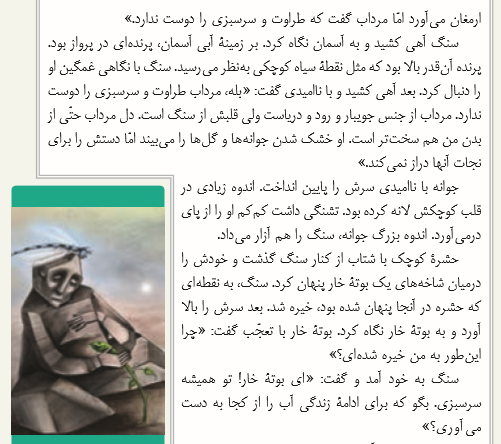 ارمغان می‌آورد امّا مرداب گفت که طراوت و سرسبزی را دوست ندارد.»
سنگ آهی کشید و به آسمان نگاه کرد. بر زمینهٔ آبی آسمان، پرنده‌ای در پرواز بود.
پرنده آن‌قدر بالا بود که مثل نقطهٔ سیاه کوچکی به‌نظر می‌رسید. سنگ با نگاهی غمگین او
را دنبال کرد. بعد آهی کشید و با ناامیدی گفت: «بله، مرداب طراوت و سرسبزی را دوست
ندارد. مرداب از جنس جویبار و رود و دریاست ولی قلبش از سنگ است. دل مرداب حتّی از
بدن من هم سخت‌تر است. او خشک شدن جوانه‌ها و گل‌ها را می‌بیند امّا دستش را برای
نجات آنها دراز نمی‌کند.»
جوانه با ناامیدی سرش را پایین انداخت. اندوه زیادی در
قلب کوچکش لانه کرده بود. تشنگی داشت کم‌کم او را از پای
درمی‌آورد. اندوه بزرگ جوانه، سنگ را هم آزار می‌داد.
حشرهٔ کوچک با شتاب از کنار سنگ گذشت و خودش را
درمیان شاخه‌های یک بوتهٔ خار پنهان کرد. سنگ، به نقطه‌ای
که حشره در آنجا پنهان شده بود، خیره شد. بعد سرش را بالا
آورد و به بوتهٔ خار نگاه کرد. بوتهٔ خار با تعجّب گفت: «چرا
این‌طور به من خیره شده‌ای؟»
سنگ به خود آمد و گفت: «ای بوتهٔ خار! تو همیشه
سرسبزی. بگو که برای ادامهٔ زندگی آب را از کجا به دست
می آوری؟»